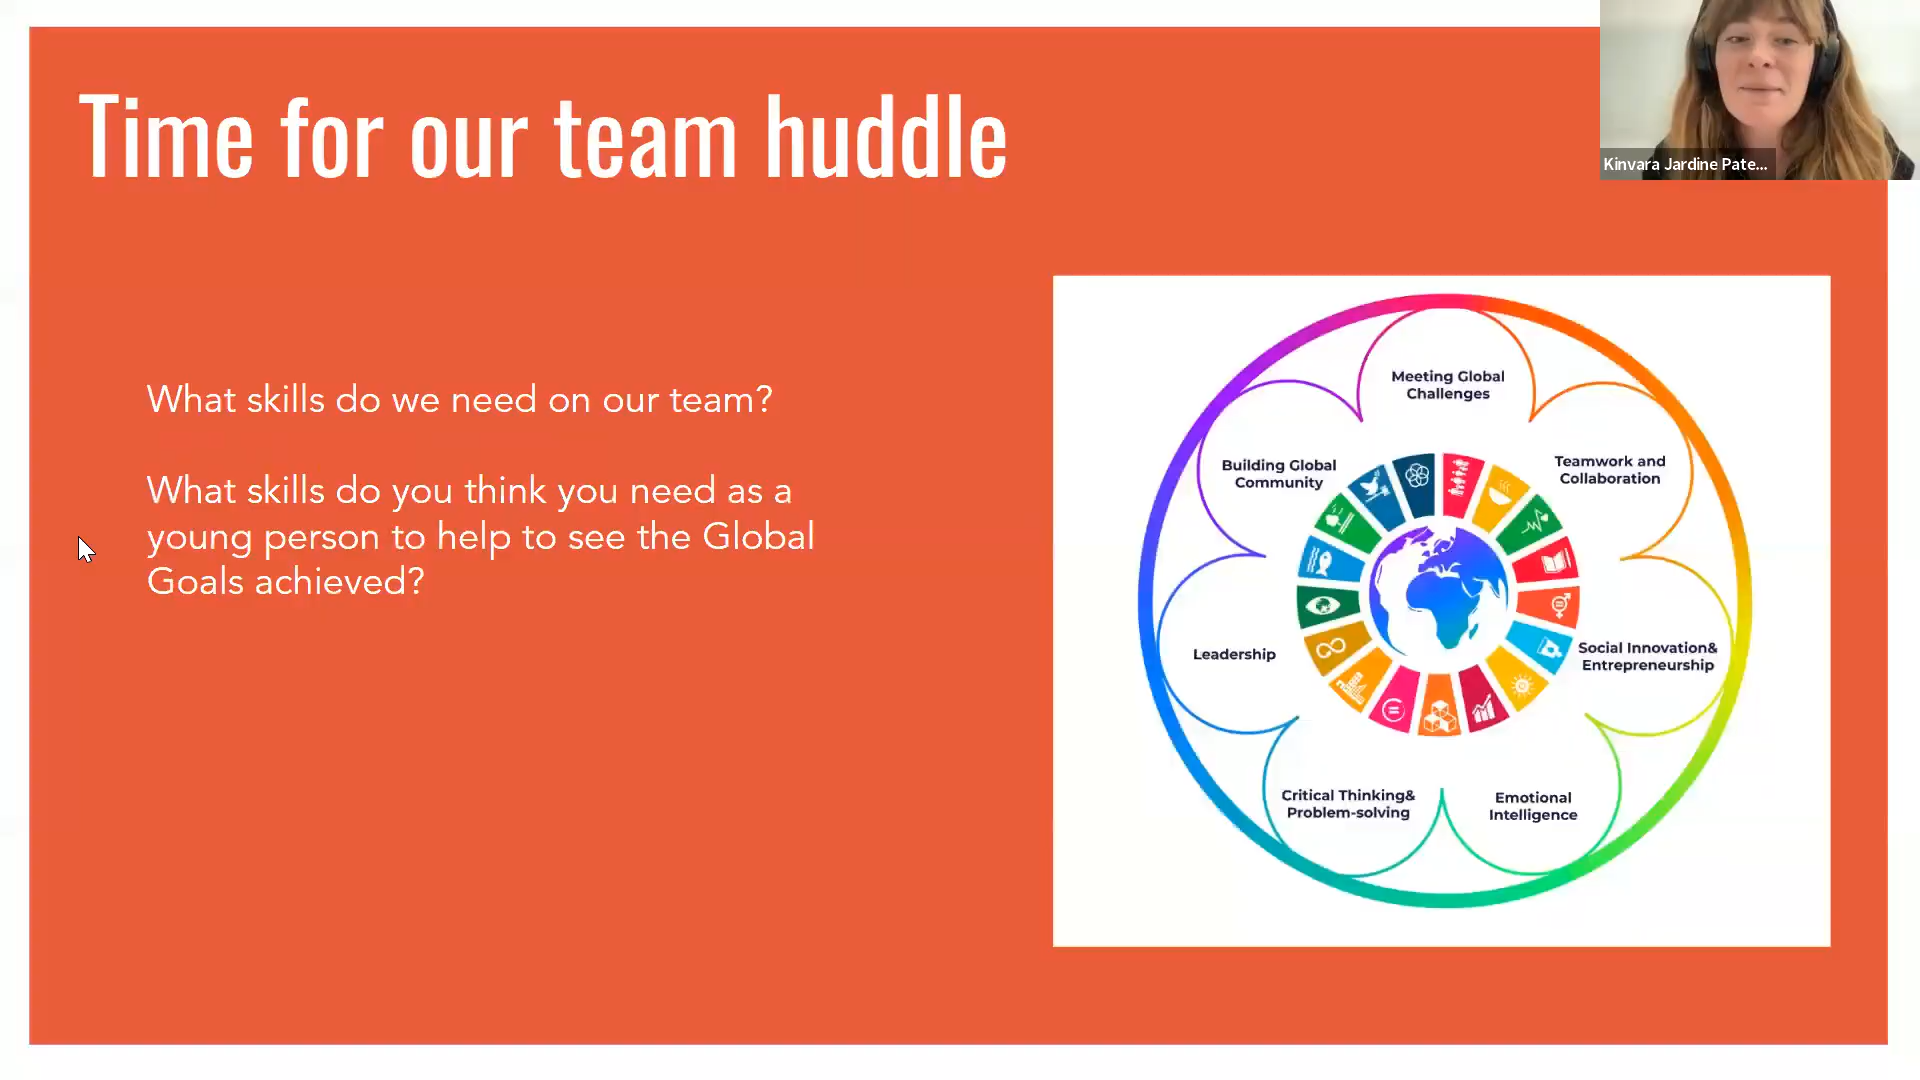 Time for our team huddle
Kinvara Jardine Pate...
What skills do we need on our team?
What skills do you think you need as a
young person to help to see the Global
Goals achieved?
Meeting Global
Challenges
Teamwork and
Collaboration
Building Global
Community
Social Innovation&
Entrepreneurship
Leadership
Critical Thinking&
Problem-solving
Emotional
Intelligence